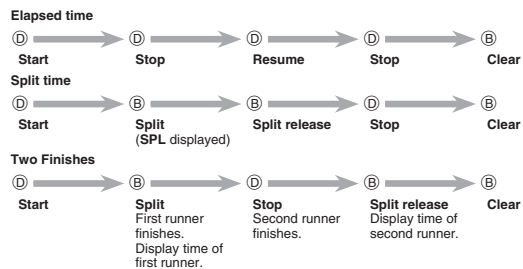 Elapsed time
Ⓓ Ⓓ Ⓓ Ⓓ Ⓑ
Start Stop Resume Stop Clear
Split time
Ⓓ Ⓑ Ⓑ Ⓓ Ⓑ
Start Split Split release Stop Clear
(SPL displayed)
Two Finishes
Ⓓ Ⓑ Ⓓ Ⓑ Ⓑ
Start Split Stop Split release Clear
First runner Second runner Display time of
finishes. finishes. second runner.
Display time of
first runner.